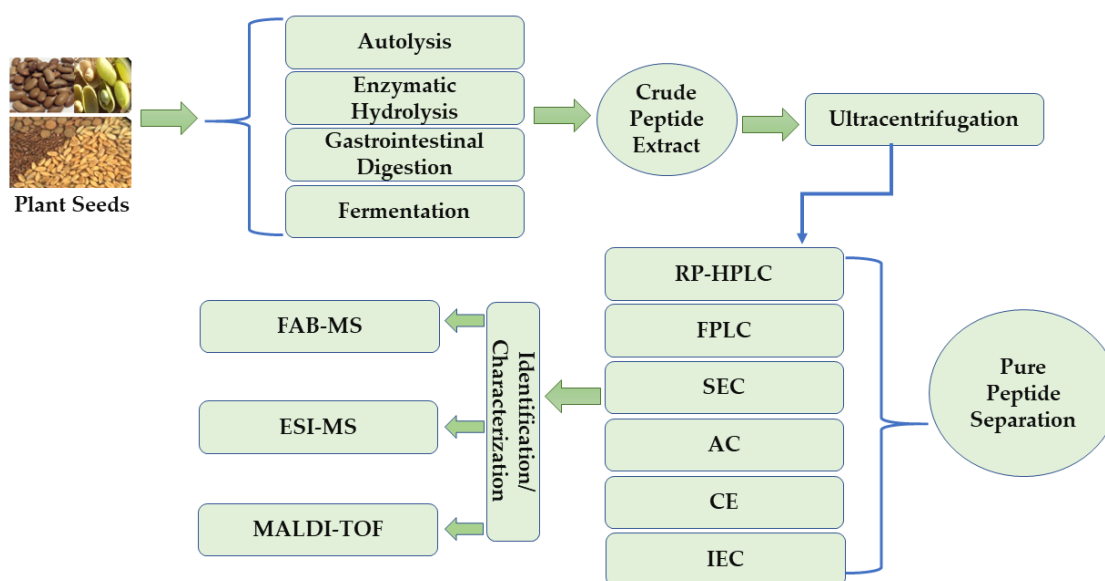 Plant Seeds
Autolysis
Enzymatic
Hydrolysis
Gastrointestinal
Digestion
Fermentation
Crude
Peptide
Extract
Ultracentrifugation
RP-HPLC
FPLC
SEC
AC
CE
IEC
Pure
Peptide
Separation
Identification/
Characterization
FAB-MS
ESI-MS
MALDI-TOF